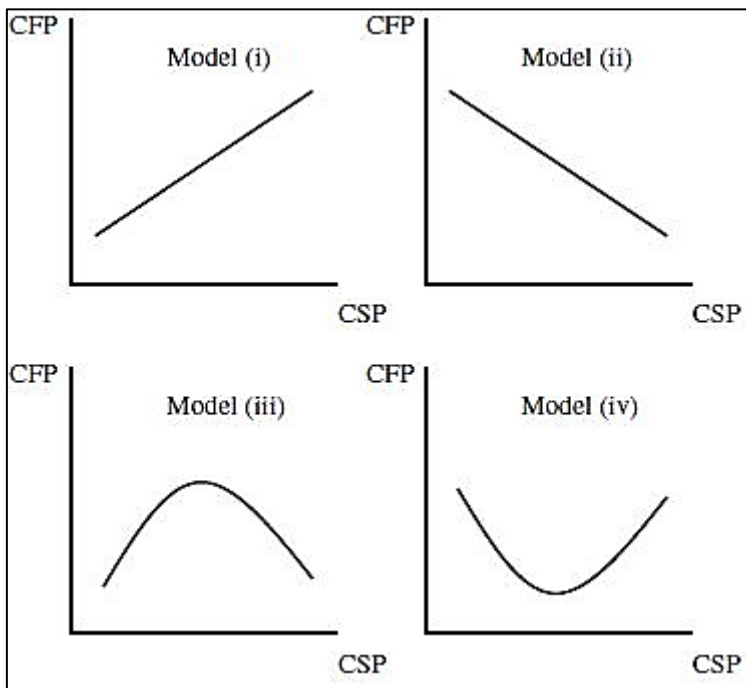 CFP
Model (i)
CSP
CFP
Model (ii)
CSP
CFP
Model (iii)
CSP
CFP
Model (iv)
CSP